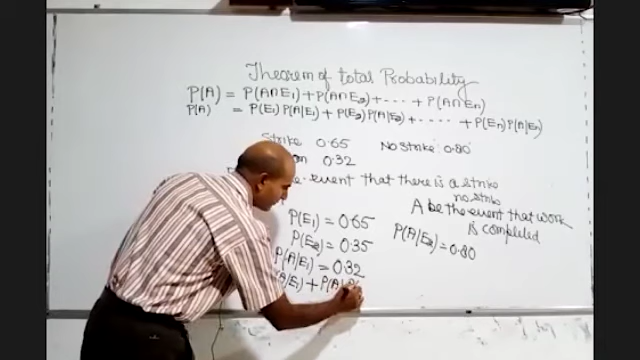 Theorem of total Probability
P(A) = P(A∩E₁) + P(A∩E₂) + ---- + P(A∩Eₙ)
P(A) = P(E₁) P(A|E₁) + P(E₂) P(A|E₂) + ..... + P(Eₙ) P(A|Eₙ)
Strike 0.65 No Strike 0.80
0.32
event that there is a strike
no strike
A be the event that work
is completed
P(E₁) = 0.65
P(E₂) = 0.35
P(A|E₂) = 0.80
P(A|E₁) = 0.32
A|E₁) + P(A